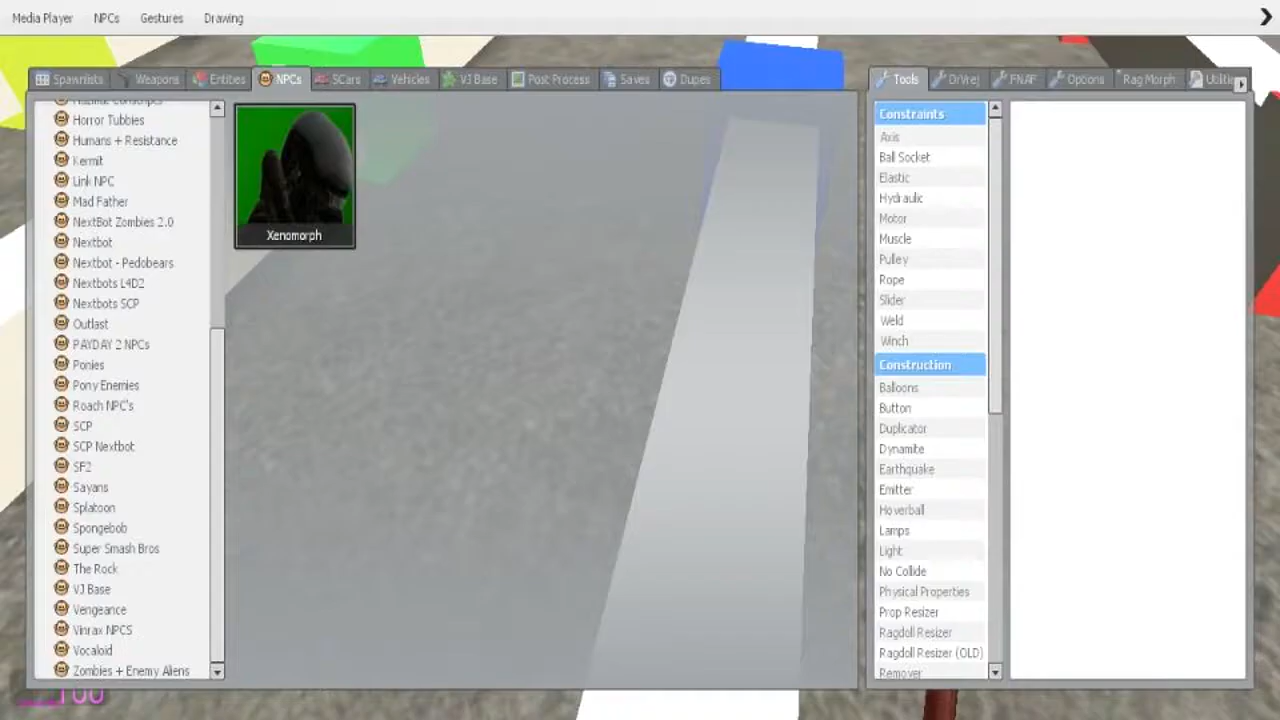 Media Player NPCs Gestures Drawing
Spawnlists Weapons Entities NPCs SCars Vehicles VJ Base Post Process Saves Dupes
Horror Tubbies
Humans + Resistance
Kermit
Link NPC
Mad Father
NextBot Zombies 2.0
Nextbot
Nextbot - Pedobears
Nextbots L4D2
Nextbots SCP
Outlast
PAYDAY 2 NPCs
Ponies
Pony Enemies
Roach NPC's
SCP
SCP Nextbot
SF2
Sayans
Splatoon
Spongebob
Super Smash Bros
The Rock
VJ Base
Vengeance
Vinrax NPCS
Vocaloid
Zombies + Enemy Aliens
Xenomorph
Tools DrVrej FNAF Options Rag Morph
Constraints
Axis
Ball Socket
Elastic
Hydraulic
Motor
Muscle
Pulley
Rope
Slider
Weld
Winch
Construction
Balloons
Button
Duplicator
Dynamite
Earthquake
Emitter
Hoverball
Lamps
Light
No Collide
Physical Properties
Prop Resizer
Ragdoll Resizer
Ragdoll Resizer (OLD)
Remover
100